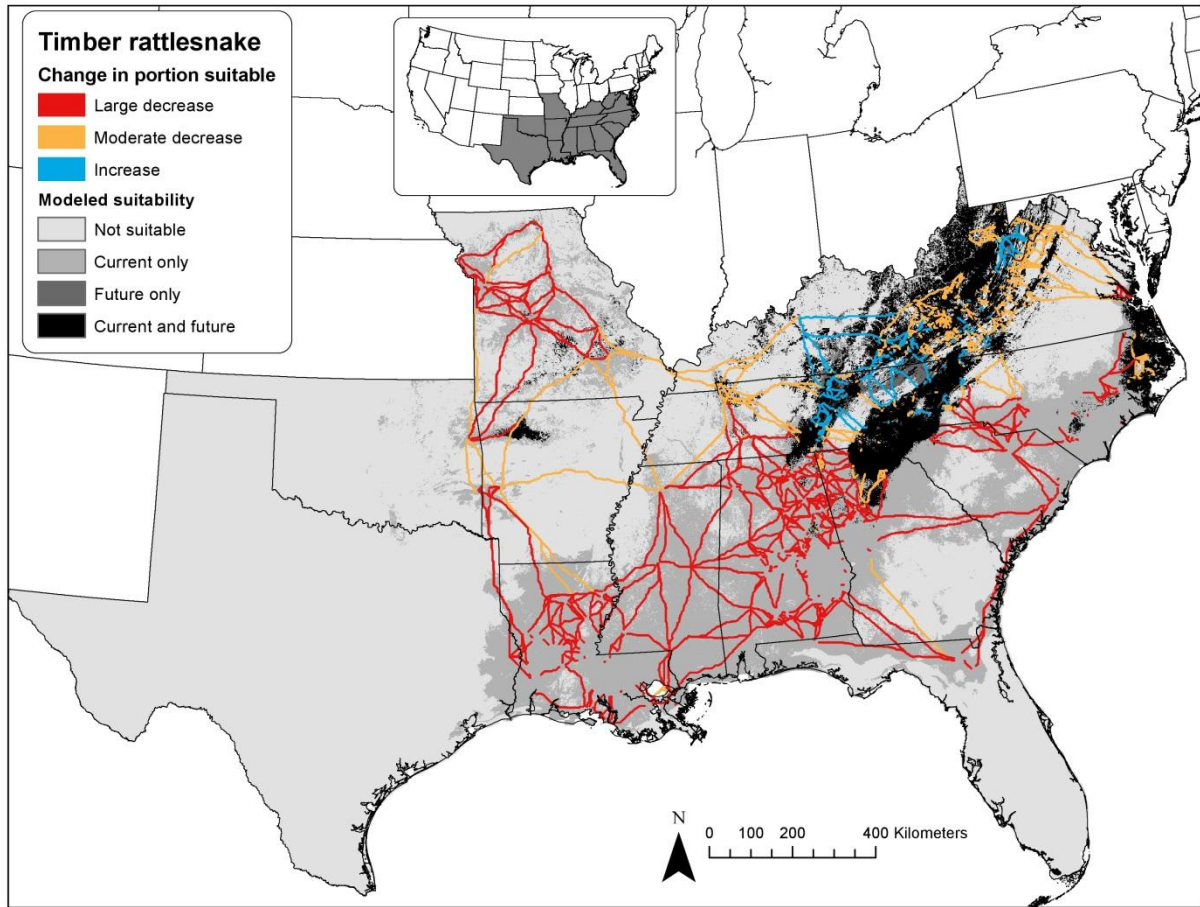 Timber rattlesnake
Change in portion suitable
Large decrease
Moderate decrease
Increase
Modeled suitability
Not suitable
Current only
Future only
Current and future
N
0 100 200 400 Kilometers